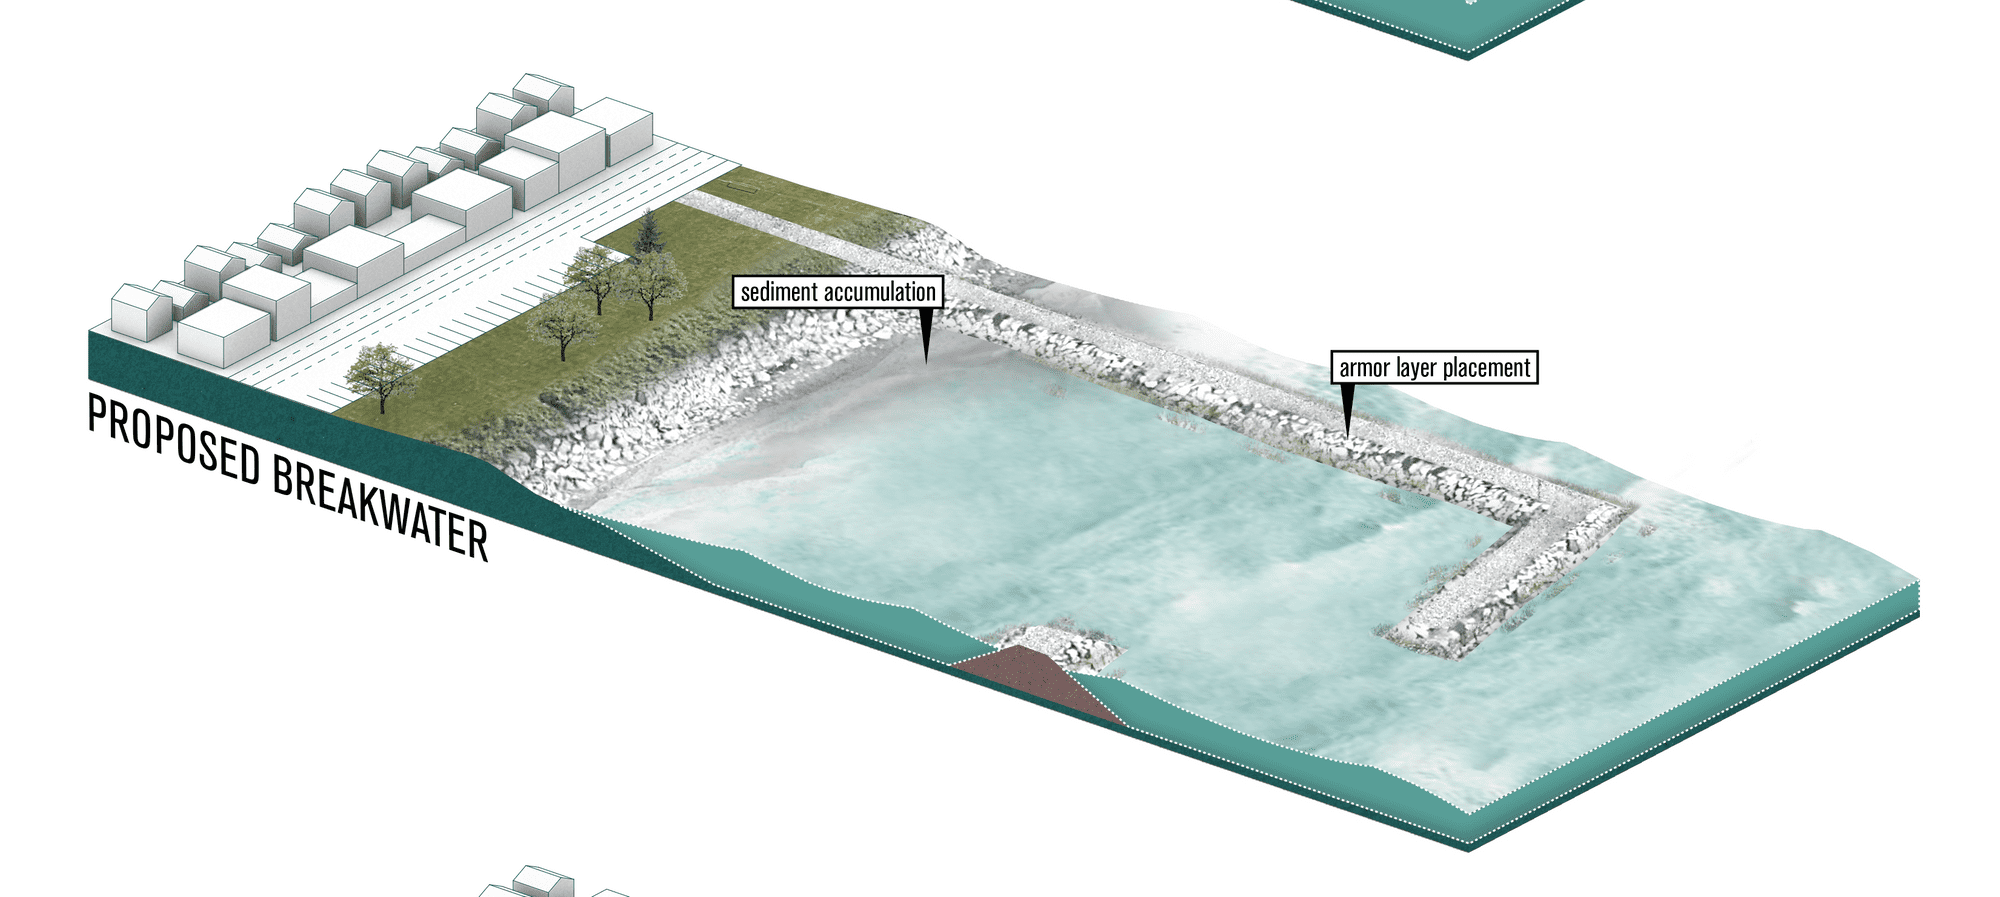 sediment accumulation
armor layer placement
PROPOSED BREAKWATER